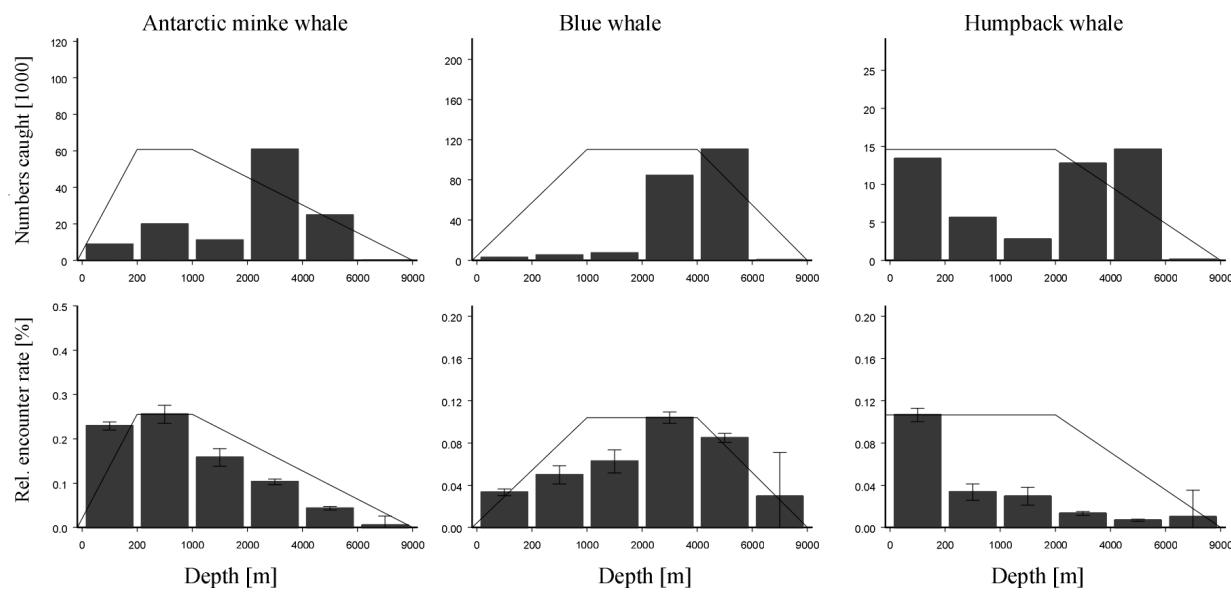 Antarctic minke whale
Blue whale
Humpback whale
Numbers caught [1000]
120
100
80
60
40
20
0
0 200 1000 2000 4000 6000 9000
200
160
120
80
40
0
0 200 1000 2000 4000 6000 9000
25
20
15
10
5
0
0 200 1000 2000 4000 6000 9000
Rel. encounter rate [%]
0.5
0.4
0.3
0.2
0.1
0.0
0 200 1000 2000 4000 6000 9000
0.20
0.16
0.12
0.08
0.04
0.00
0 200 1000 2000 4000 6000 9000
0.20
0.16
0.12
0.08
0.04
0.00
0 200 1000 2000 4000 6000 9000
Depth [m]
Depth [m]
Depth [m]